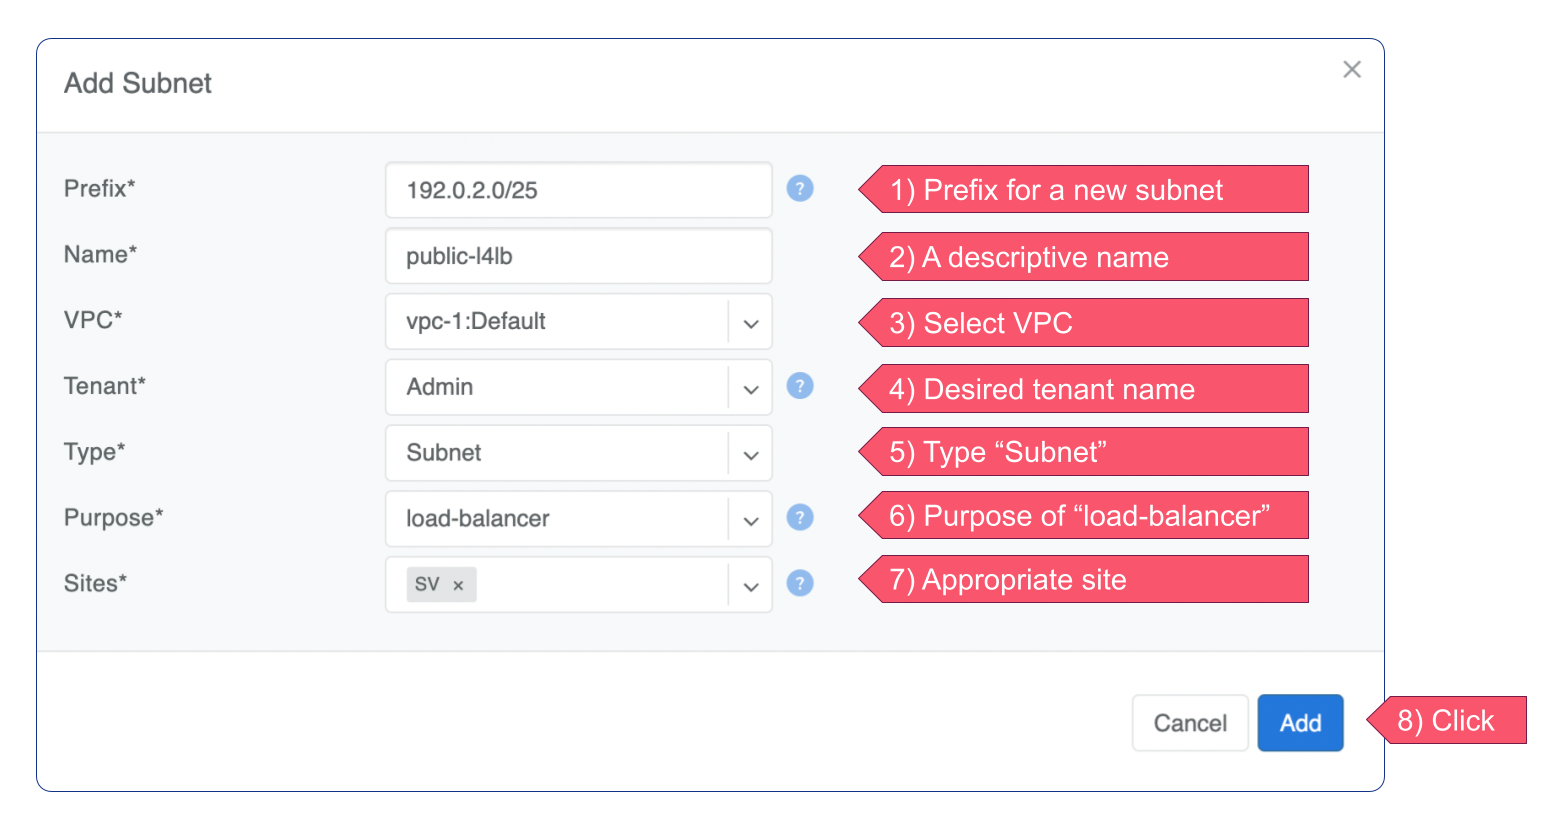 Add Subnet
Prefix* 192.0.2.0/25 ? 1) Prefix for a new subnet
Name* public-l4lb 2) A descriptive name
VPC* vpc-1:Default 3) Select VPC
Tenant* Admin ? 4) Desired tenant name
Type* Subnet 5) Type “Subnet”
Purpose* load-balancer ? 6) Purpose of “load-balancer”
Sites* SV × ? 7) Appropriate site
Cancel Add 8) Click